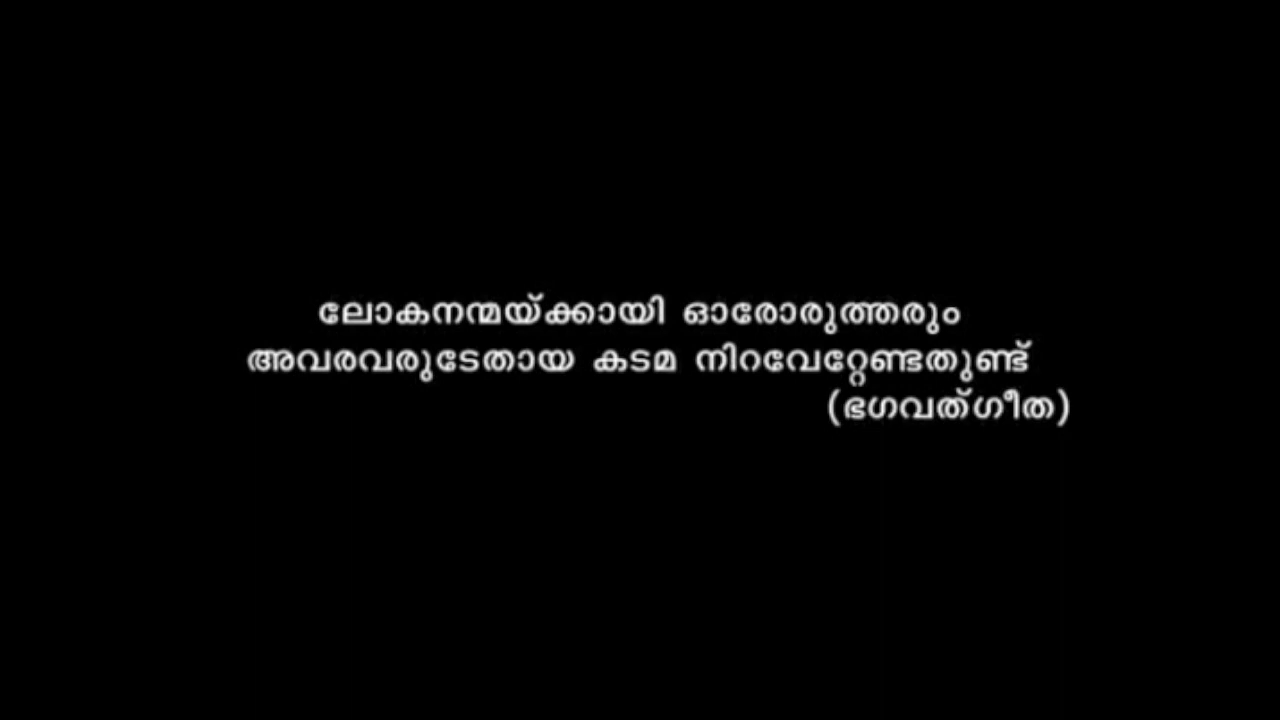 ലോകനന്മയ്ക്കായി ഓരോരുത്തരും
അവരവരുടേതായ കടമ നിറവേറ്റേണ്ടതുണ്ട്
(ഭഗവത്ഗീത)